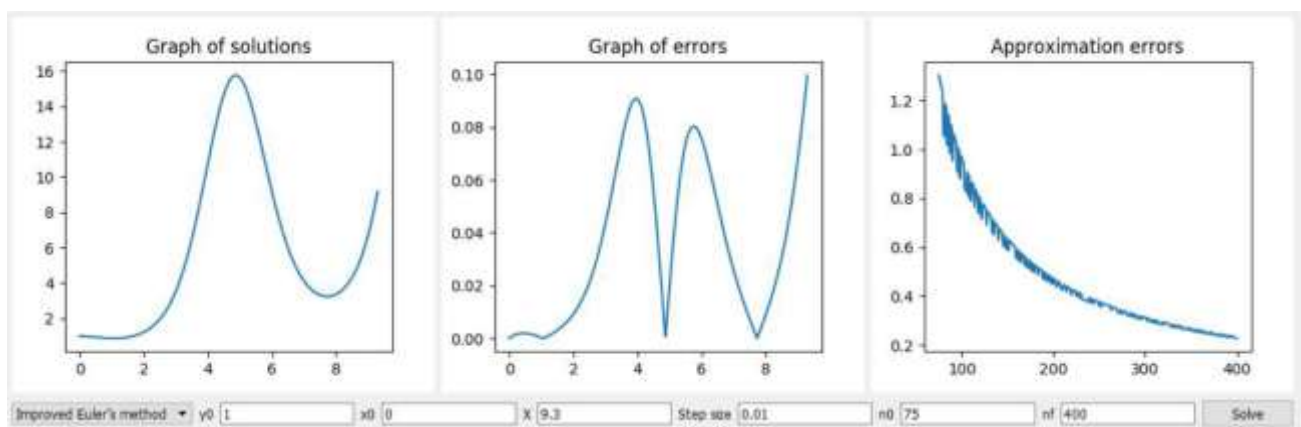 Graph of solutions
16
14
12
10
8
6
4
2
0 2 4 6 8
Graph of errors
0.10
0.08
0.06
0.04
0.02
0.00
0 2 4 6 8
Approximation errors
1.2
1.0
0.8
0.6
0.4
0.2
100 200 300 400
Improved Euler's method y0 1 x0 0 X 9.3 Step size 0.01 n0 75 nf 400 Solve